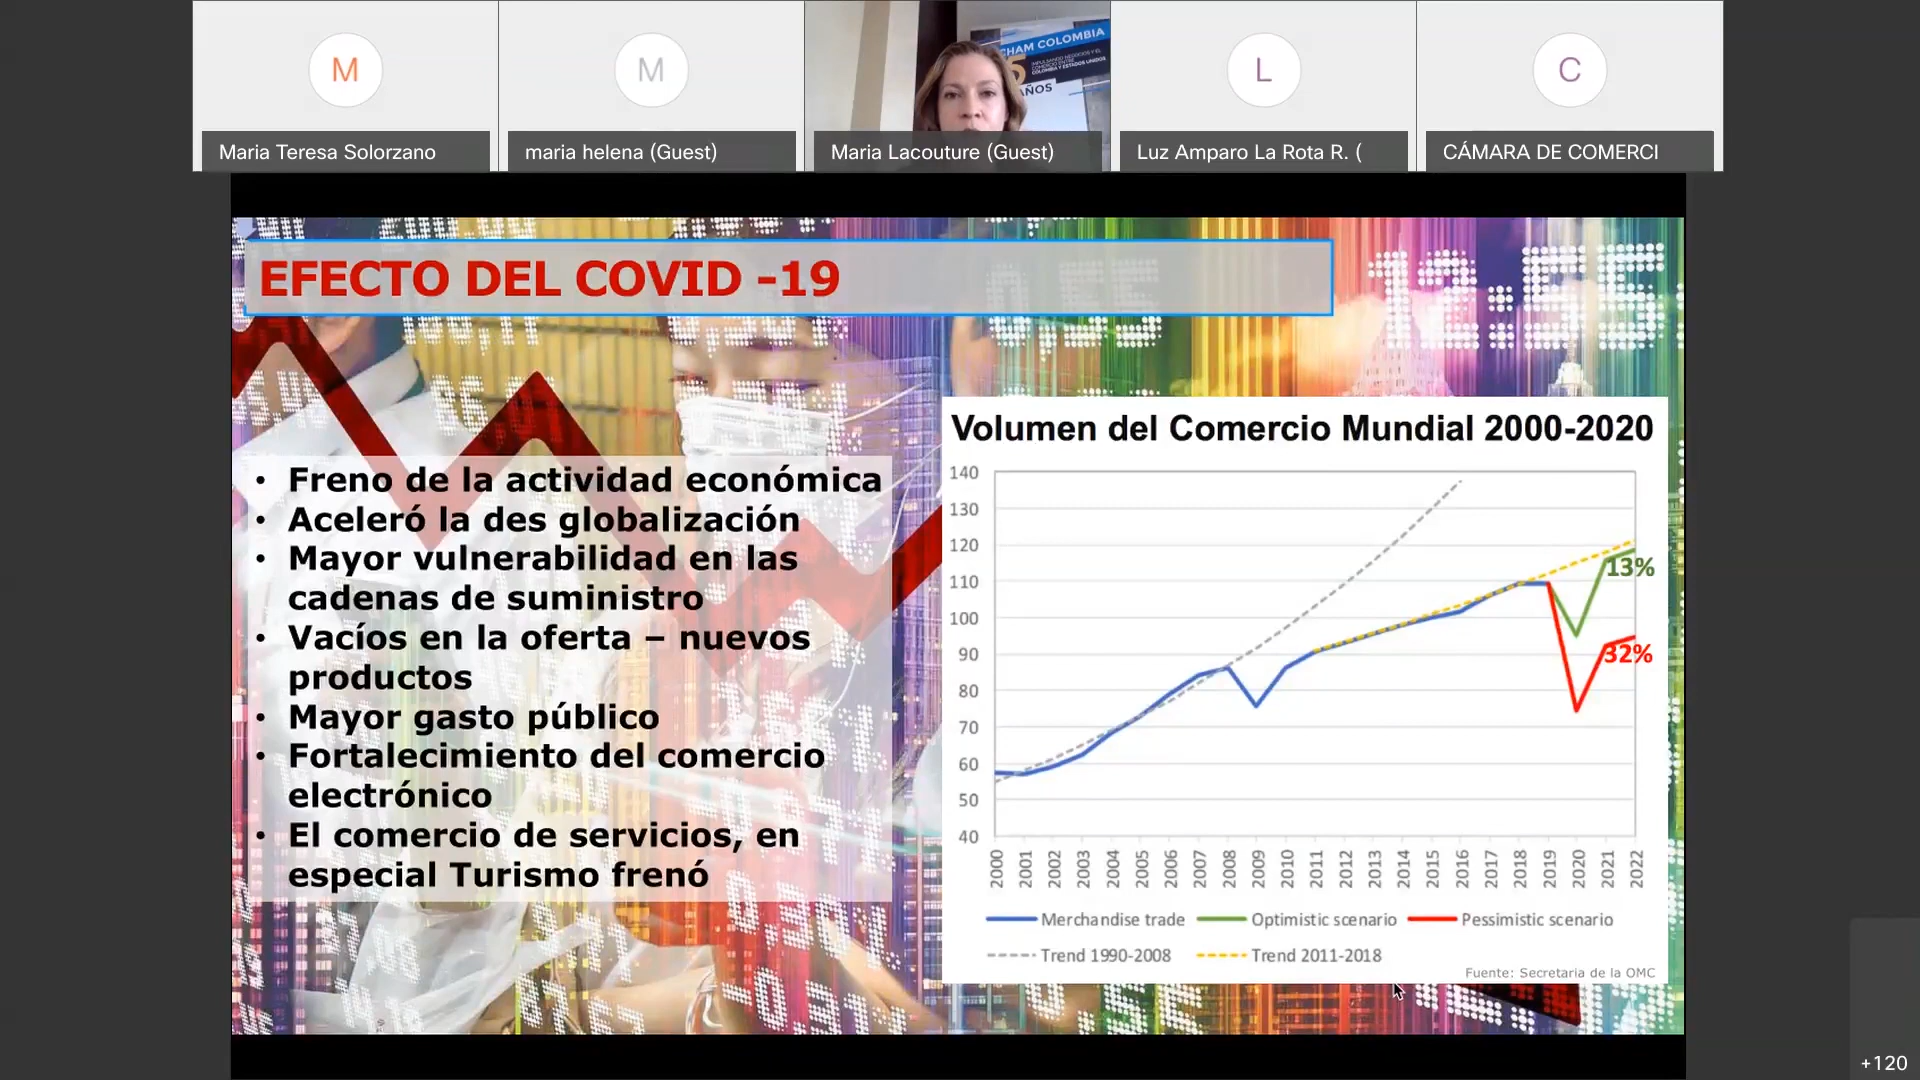 M
M
L
C
CHAM COLOMBIA
AÑOS
Maria Teresa Solorzano
maria helena (Guest)
Maria Lacouture (Guest)
Luz Amparo La Rota R. (
CÁMARA DE COMERCI
EFECTO DEL COVID -19
12:55
• Freno de la actividad económica
• Aceleró la des globalización
• Mayor vulnerabilidad en las
cadenas de suministro
• Vacíos en la oferta – nuevos
productos
• Mayor gasto público
• Fortalecimiento del comercio
electrónico
• El comercio de servicios, en
especial Turismo frenó
Volumen del Comercio Mundial 2000-2020
140
130
120
110
100
90
80
70
60
50
40
13%
32%
2000 2001 2002 2003 2004 2005 2006 2007 2008 2009 2010 2011 2012 2013 2014 2015 2016 2017 2018 2019 2020 2021 2022
Merchandise trade Optimistic scenario Pessimistic scenario
Trend 1990-2008 Trend 2011-2018
Fuente: Secretaria de la OMC
+120